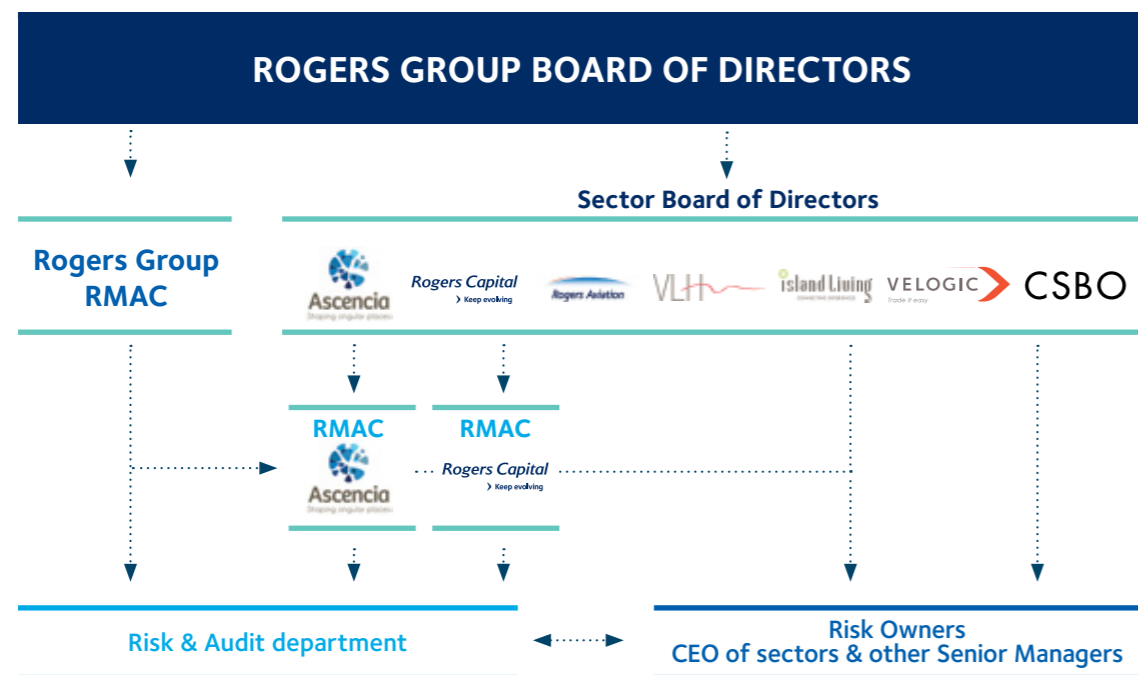 ROGERS GROUP BOARD OF DIRECTORS
Sector Board of Directors
Rogers Group
RMAC
Ascencia
Shaping singular places
Rogers Capital
Keep evolving
Rogers Aviation
VLH
island Living
CONNECTING EXPERIENCES
VELOGIC
Trade it easy
CSBO
RMAC
Ascencia
Shaping singular places
RMAC
Rogers Capital
Keep evolving
Risk & Audit department
Risk Owners
CEO of sectors & other Senior Managers